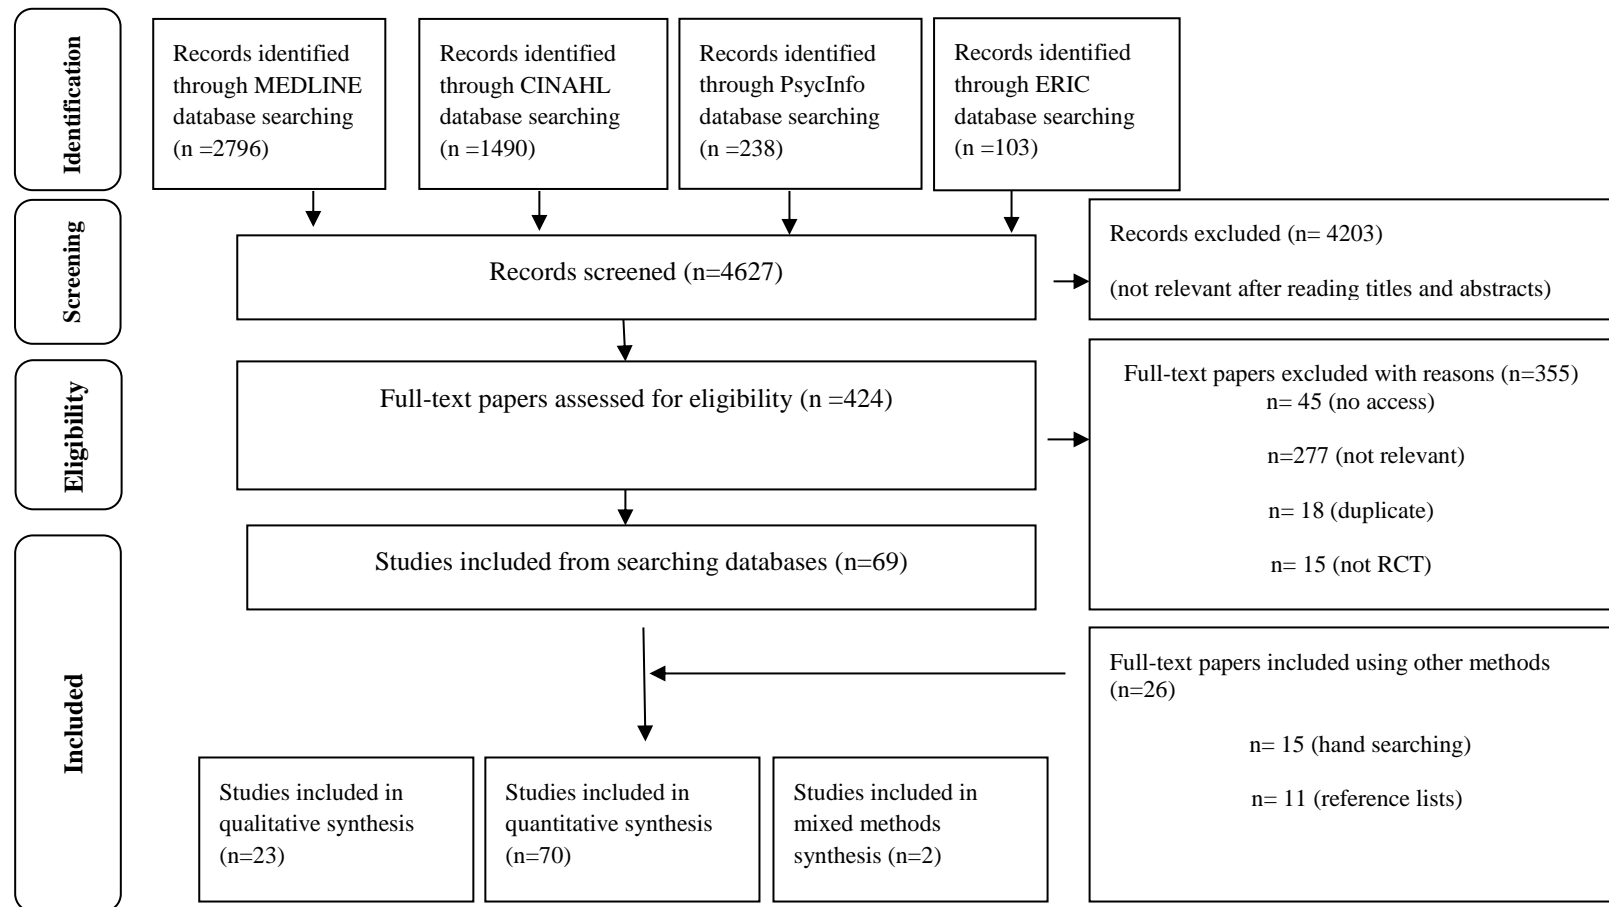 Identification
Records identified
through MEDLINE
database searching
(n =2796)
Records identified
through CINAHL
database searching
(n =1490)
Records identified
through PsycInfo
database searching
(n =238)
Records identified
through ERIC
database searching
(n =103)
Screening
Records screened (n=4627)
Records excluded (n= 4203)
(not relevant after reading titles and abstracts)
Eligibility
Full-text papers assessed for eligibility (n =424)
Full-text papers excluded with reasons (n=355)
n= 45 (no access)
n=277 (not relevant)
n= 18 (duplicate)
n= 15 (not RCT)
Included
Studies included from searching databases (n=69)
Full-text papers included using other methods
(n=26)
n= 15 (hand searching)
n= 11 (reference lists)
Studies included in
qualitative synthesis
(n=23)
Studies included in
quantitative synthesis
(n=70)
Studies included in
mixed methods
synthesis (n=2)